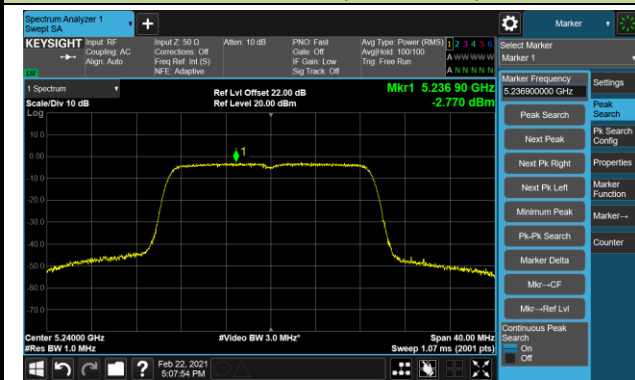 Spectrum Analyzer 1
Swept SA
+
Marker
KEYSIGHT
Input: RF
Coupling: AC
Align: Auto
Input Z: 50 Ω
Corrections: Off
Freq Ref: Int (S)
NFE: Adaptive
Atten: 10 dB
PNO: Fast
Gate: Off
IF Gain: Low
Sig Track: Off
Avg Type: Power (RMS)
Avg|Hold: 100/100
Trig: Free Run
1 2 3 4 5 6
A W W W W W
A N N N N N
LV
Select Marker
Marker 1
1 Spectrum
Scale/Div 10 dB
Log
Ref Lvl Offset 22.00 dB
Ref Level 20.00 dBm
Mkr1 5.236 90 GHz
-2.770 dBm
10.0
0.00
-10.0
-20.0
-30.0
-40.0
-50.0
-60.0
-70.0
1
Center 5.24000 GHz
#Res BW 1.0 MHz
#Video BW 3.0 MHz*
Span 40.00 MHz
Sweep 1.07 ms (2001 pts)
Marker Frequency
5.236900000 GHz
Peak Search
Next Peak
Next Pk Right
Next Pk Left
Minimum Peak
Pk-Pk Search
Marker Delta
Mkr→CF
Mkr→Ref Lvl
Continuous Peak
Search
On
Off
Settings
Peak
Search
Pk Search
Config
Properties
Marker
Function
Marker→
Counter
?
Feb 22, 2021
5:07:54 PM